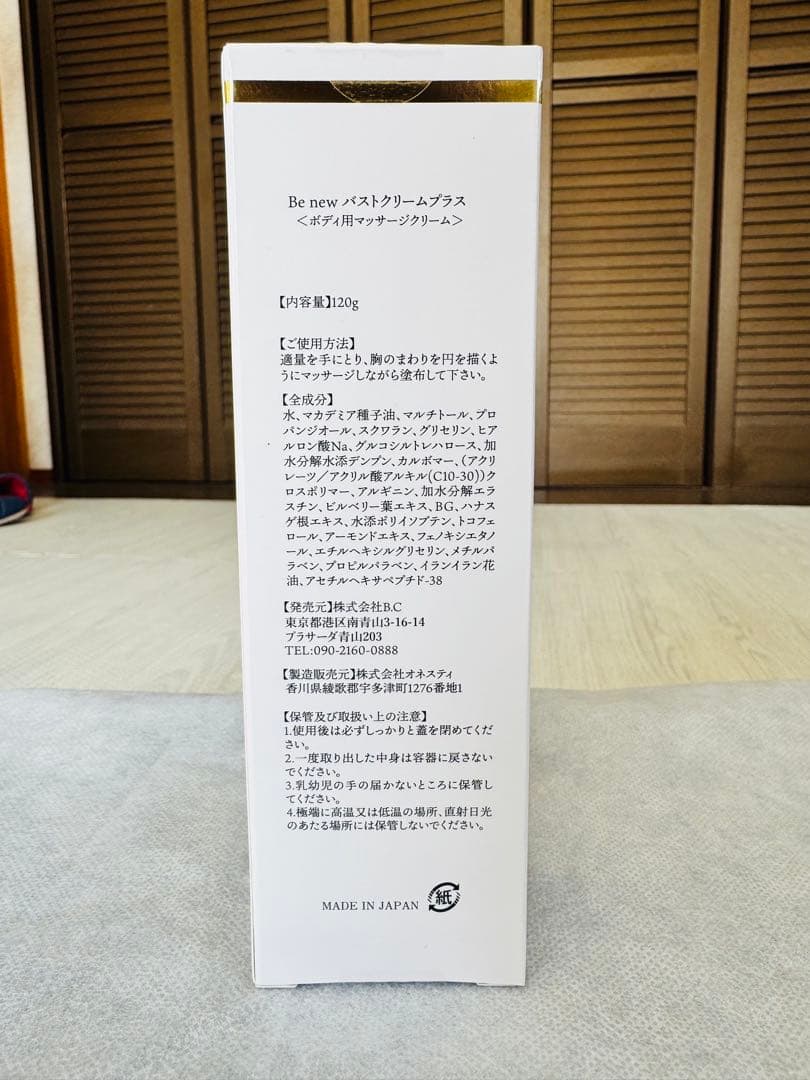 Be new バストクリームプラス
＜ボディ用マッサージクリーム＞
【内容量】120g
【ご使用方法】
適量を手にとり、胸のまわりを円を描くよ
うにマッサージしながら塗布して下さい。
【全成分】
水、マカデミア種子油、マルチトール、プロ
パンジオール、スクワラン、グリセリン、ヒア
ルロン酸Na、グルコシルトレハロース、加
水分解水添デンプン、カルボマー、（アクリ
レーツ／アクリル酸アルキル(C10-30)）ク
ロスポリマー、アルギニン、加水分解エラ
スチン、ビルベリー葉エキス、BG、ハナス
ゲ根エキス、水添ポリイソブテン、トコフェ
ロール、アーモンドエキス、フェノキシエタノ
ール、エチルヘキシルグリセリン、メチルパ
ラベン、プロピルパラベン、イランイラン花
油、アセチルヘキサペプチド-38
【発売元】株式会社B.C
東京都港区南青山3-16-14
プラサーダ青山203
TEL:090-2160-0888
【製造販売元】株式会社オネスティ
香川県綾歌郡宇多津町1276番地1
【保管及び取扱い上の注意】
1.使用後は必ずしっかりと蓋を閉めてくだ
さい。
2.一度取り出した中身は容器に戻さない
でください。
3.乳幼児の手の届かないところに保管し
てください。
4.極端に高温又は低温の場所、直射日光
のあたる場所には保管しないでください。
MADE IN JAPAN 紙